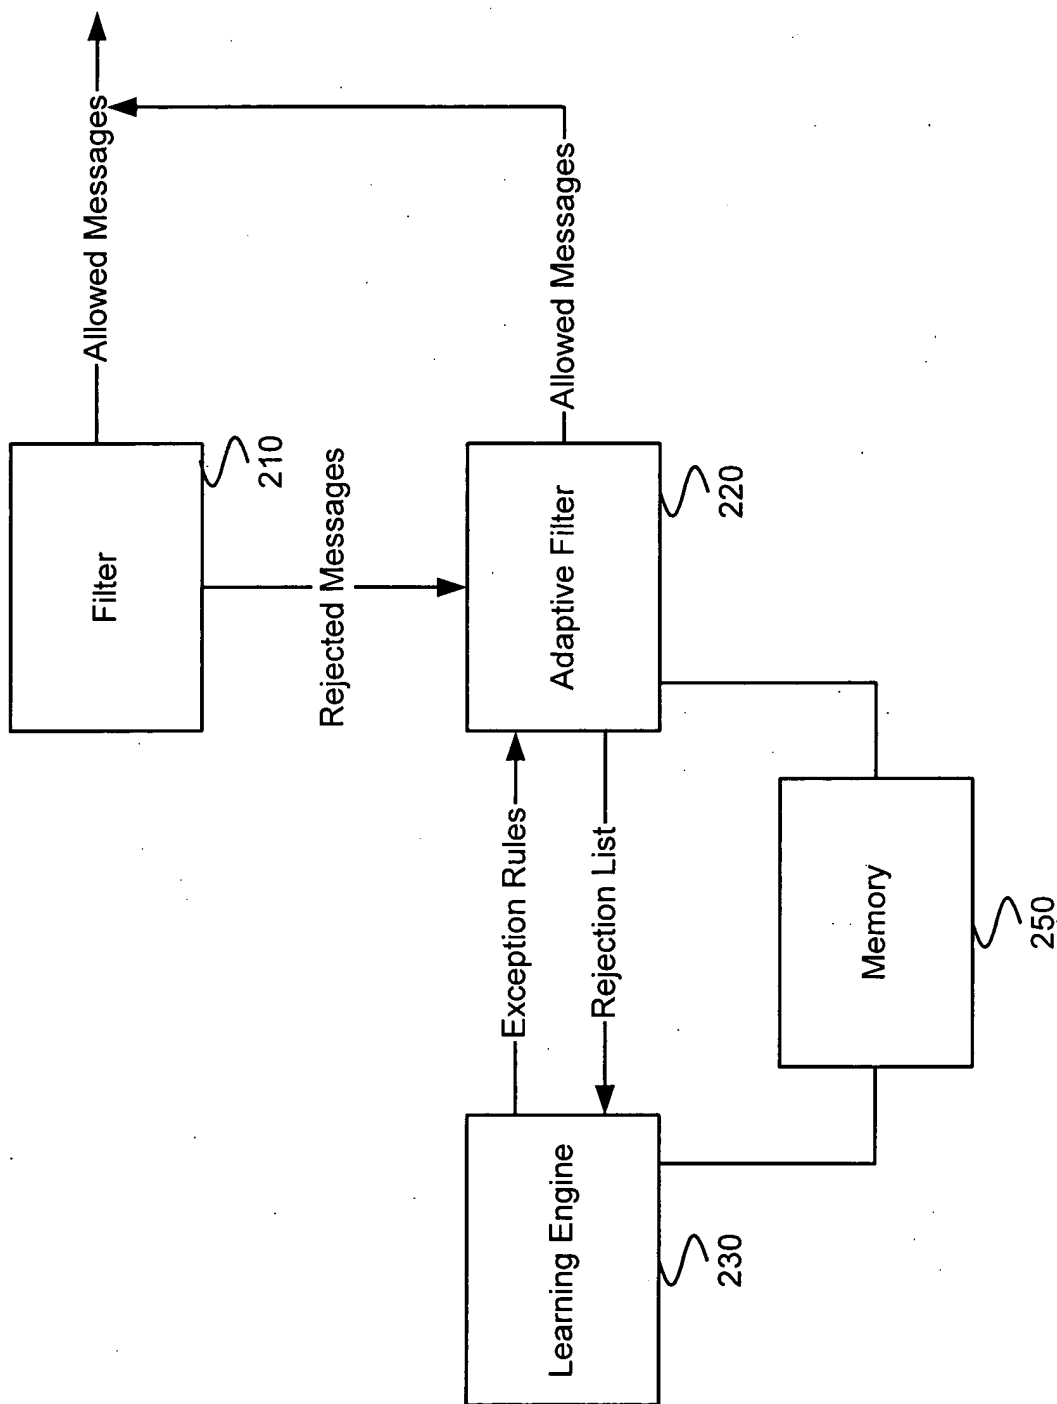 Filter
210
Allowed Messages
Rejected Messages
Adaptive Filter
220
Allowed Messages
Exception Rules
Rejection List
Learning Engine
230
Memory
250